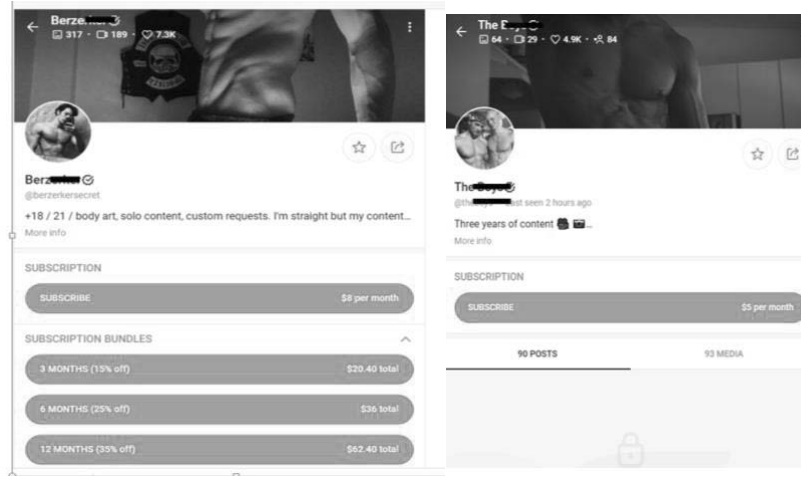 Berze
317 · 189 · 7.3K
Berz
@berzerkersecret
+18 / 21 / body art, solo content, custom requests. I'm straight but my content...
More info
SUBSCRIPTION
SUBSCRIBE $8 per month
SUBSCRIPTION BUNDLES
3 MONTHS (15% off) $20.40 total
6 MONTHS (25% off) $36 total
12 MONTHS (35% off) $62.40 total
The
64 · 29 · 4.9K · 84
The
Last seen 2 hours ago
Three years of content
More info
SUBSCRIPTION
SUBSCRIBE $5 per month
90 POSTS 93 MEDIA